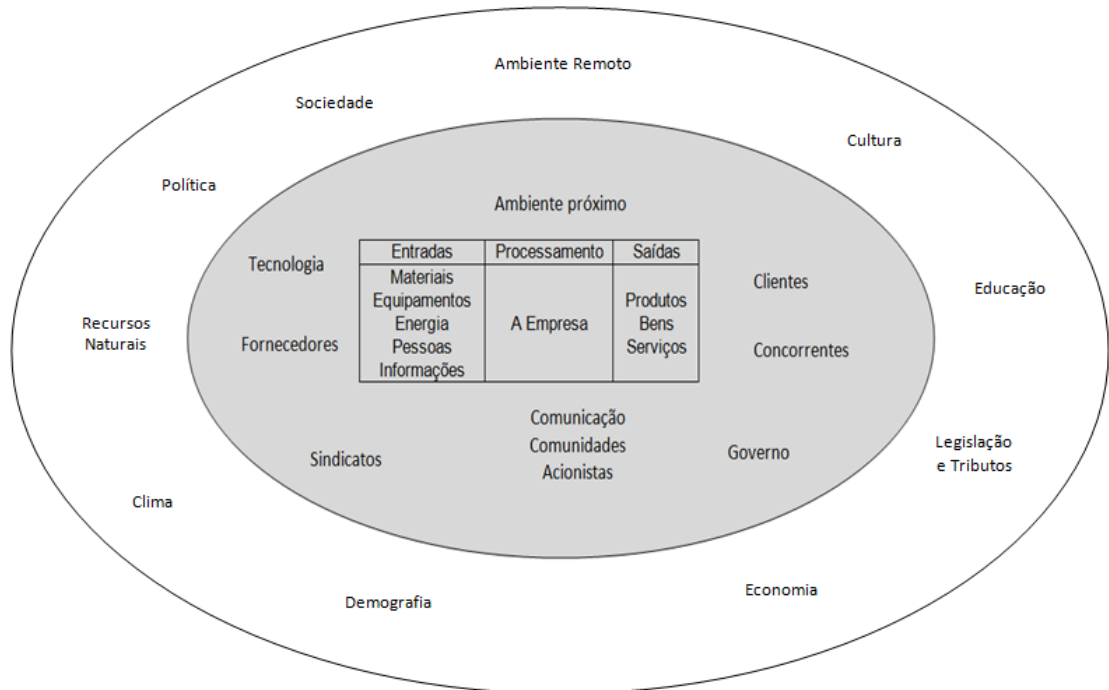 Ambiente Remoto
Sociedade
Cultura
Política
Ambiente próximo
Entradas Processamento Saídas
Tecnologia
Materiais
Equipamentos
Energia
Pessoas
Informações
A Empresa
Produtos
Bens
Serviços
Clientes
Educação
Recursos
Naturais
Fornecedores
Concorrentes
Comunicação
Comunidades
Acionistas
Sindicatos
Governo
Legislação
e Tributos
Clima
Demografia
Economia